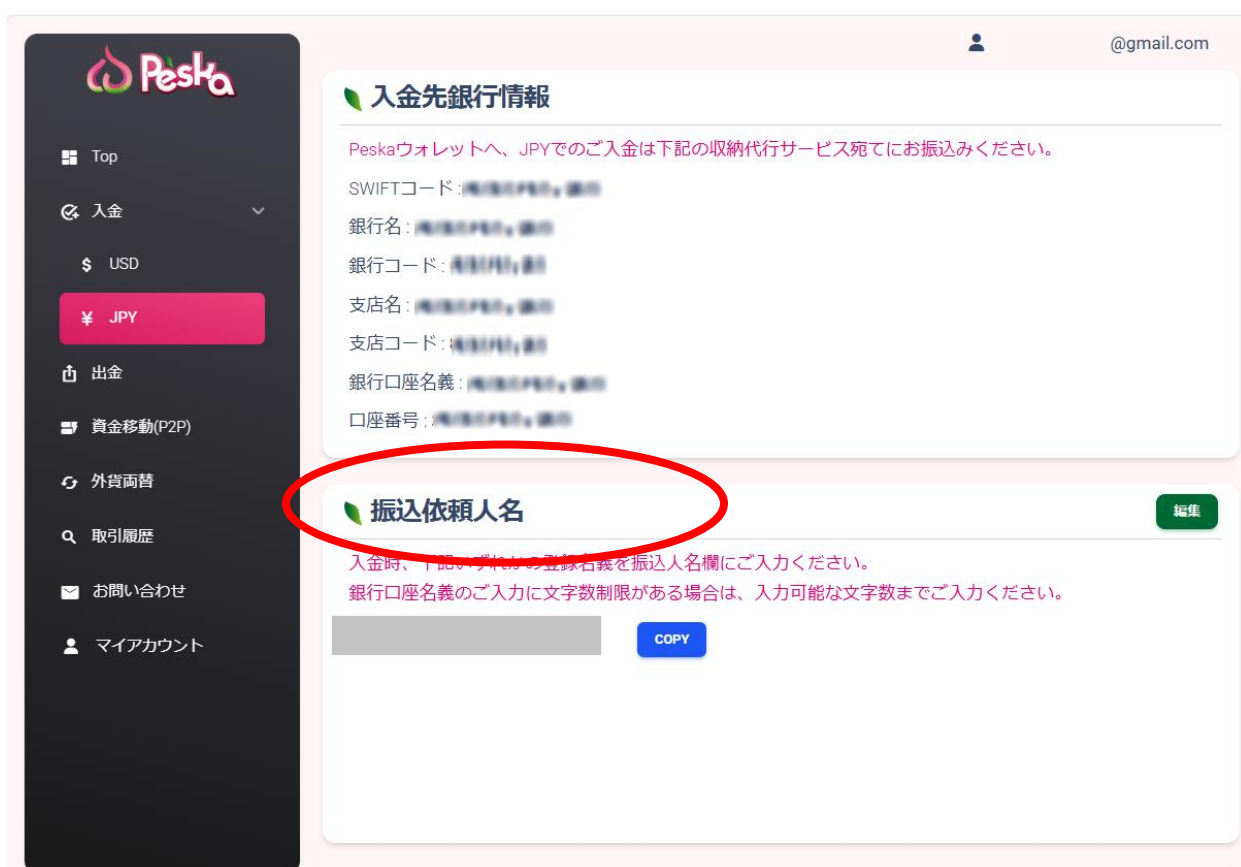 Peska
@gmail.com
Top
入金
$ USD
¥ JPY
出金
資金移動(P2P)
外貨両替
取引履歴
お問い合わせ
マイアカウント
入金先銀行情報
Peskaウォレットへ、JPYでのご入金は下記の収納代行サービス宛てにお振込みください。
SWIFTコード :
銀行名 :
銀行コード :
支店名 :
支店コード :
銀行口座名義 :
口座番号 :
振込依頼人名
編集
入金時、下記いずれかの登録名義を振込人名欄にご入力ください。
銀行口座名義のご入力に文字数制限がある場合は、入力可能な文字数までご入力ください。
COPY